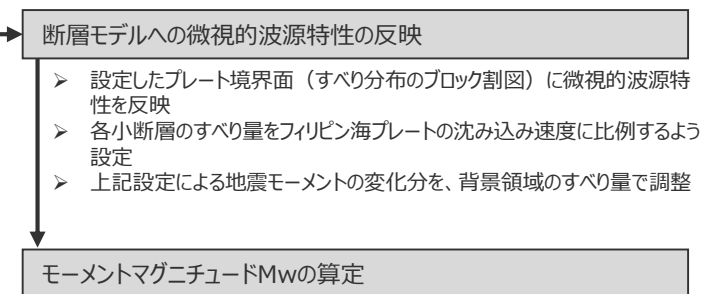 断層モデルへの微視的波源特性の反映
➢ 設定したプレート境界面（すべり分布のブロック割図）に微視的波源特
性を反映
➢ 各小断層のすべり量をフィリピン海プレートの沈み込み速度に比例するよう
設定
➢ 上記設定による地震モーメントの変化分を、背景領域のすべり量で調整
モーメントマグニチュードMwの算定